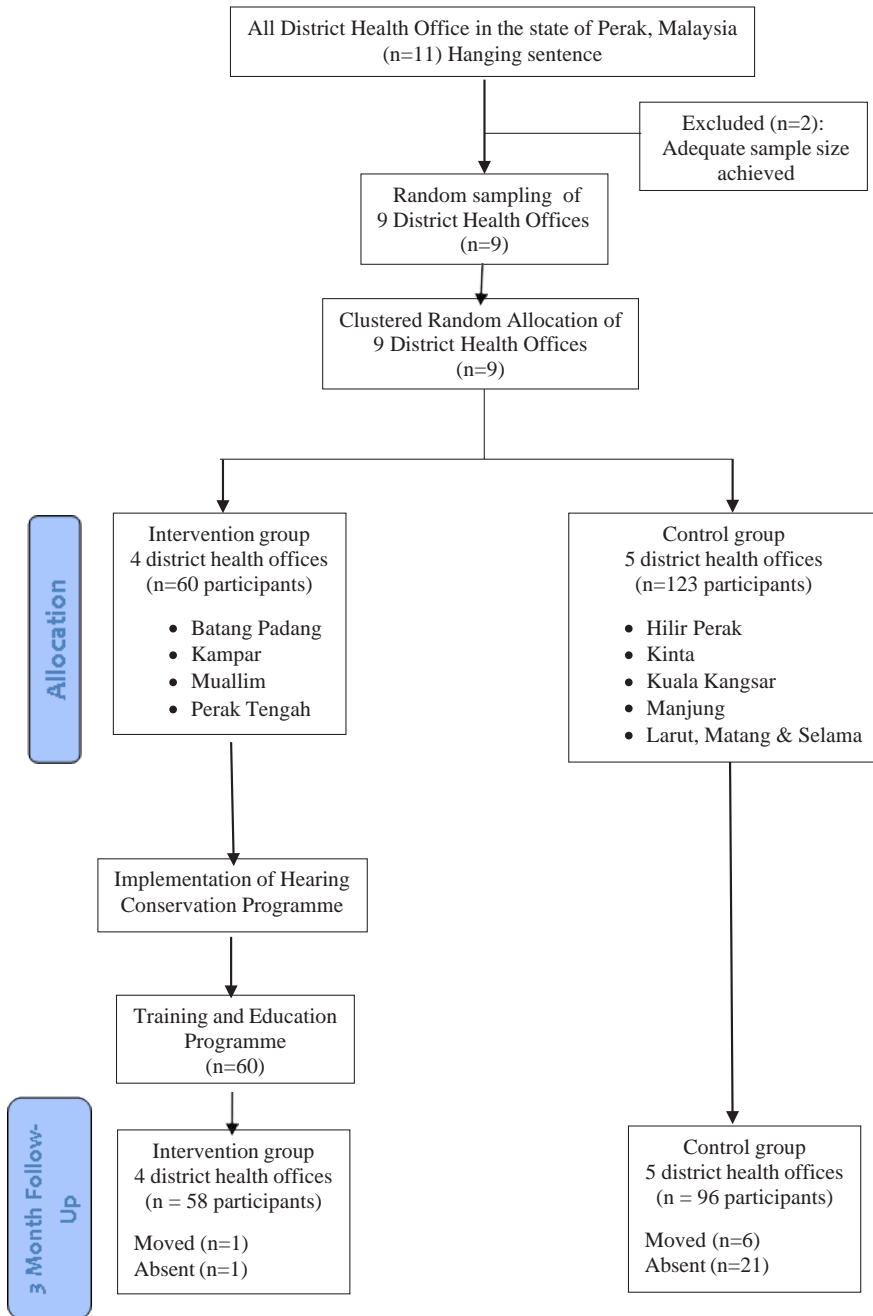 All District Health Office in the state of Perak, Malaysia
(n=11) Hanging sentence
Excluded (n=2):
Adequate sample size
achieved
Random sampling of
9 District Health Offices
(n=9)
Clustered Random Allocation of
9 District Health Offices
(n=9)
Allocation
Intervention group
4 district health offices
(n=60 participants)
• Batang Padang
• Kampar
• Muallim
• Perak Tengah
Control group
5 district health offices
(n=123 participants)
• Hilir Perak
• Kinta
• Kuala Kangsar
• Manjung
• Larut, Matang & Selama
Implementation of Hearing
Conservation Programme
Training and Education
Programme
(n=60)
3 Month Follow-
Up
Intervention group
4 district health offices
(n = 58 participants)
Moved (n=1)
Absent (n=1)
Control group
5 district health offices
(n = 96 participants)
Moved (n=6)
Absent (n=21)